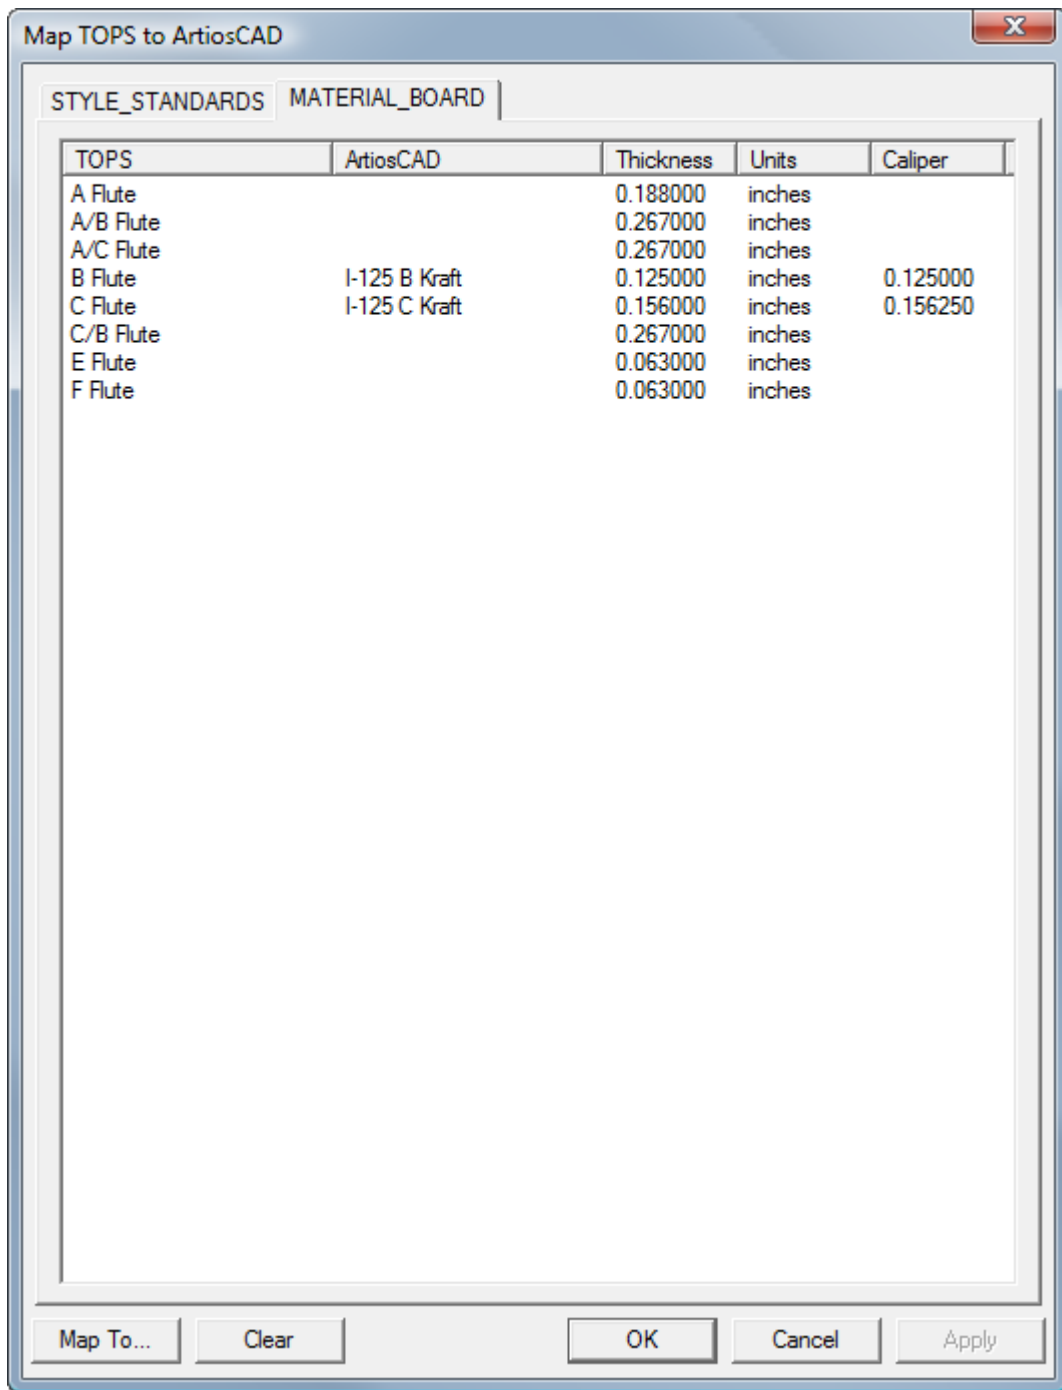 Map TOPS to ArtiosCAD
STYLE_STANDARDS MATERIAL_BOARD
TOPS ArtiosCAD Thickness Units Caliper
A Flute 0.188000 inches
A/B Flute 0.267000 inches
A/C Flute 0.267000 inches
B Flute I-125 B Kraft 0.125000 inches 0.125000
C Flute I-125 C Kraft 0.156000 inches 0.156250
C/B Flute 0.267000 inches
E Flute 0.063000 inches
F Flute 0.063000 inches
Map To... Clear OK Cancel Apply